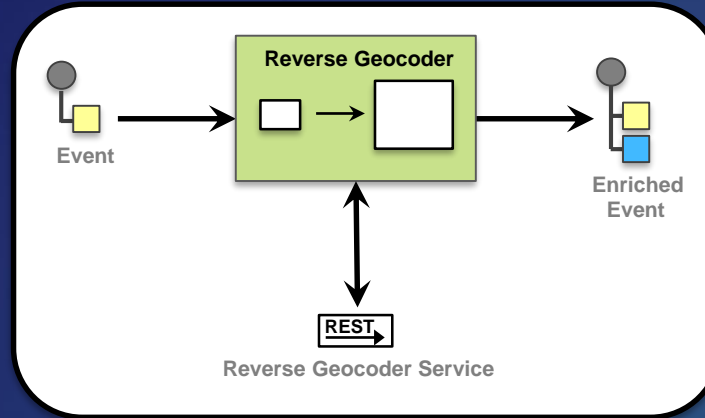 Reverse Geocoder
Event
Enriched
Event
REST
Reverse Geocoder Service